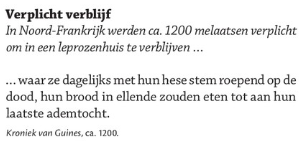 Verplicht verblijf
In Noord-Frankrijk werden ca. 1200 melaatsen verplicht
om in een leprozenhuis te verblijven ...
... waar ze dagelijks met hun hese stem roepend op de
dood, hun brood in ellende zouden eten tot aan hun
laatste ademtocht.
Kroniek van Guines, ca. 1200.